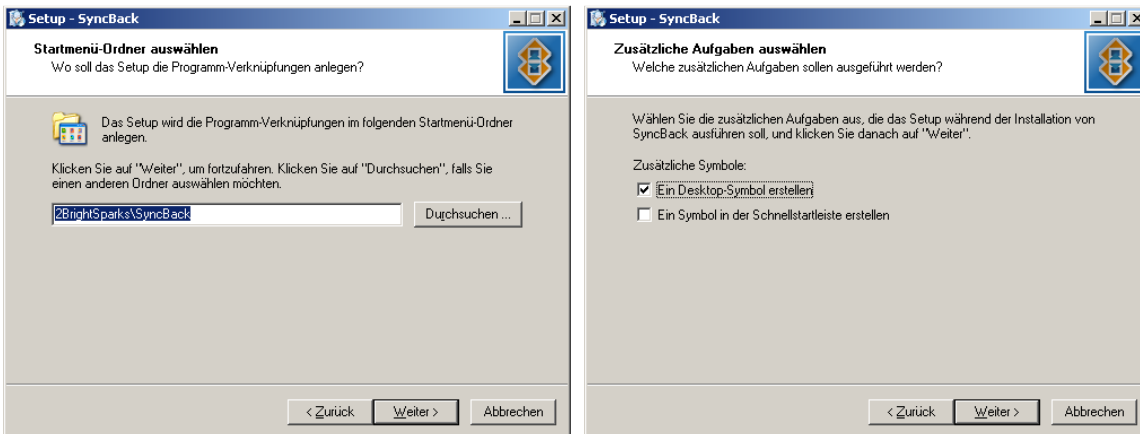 Setup - SyncBack
Startmenü-Ordner auswählen
Wo soll das Setup die Programm-Verknüpfungen anlegen?
Das Setup wird die Programm-Verknüpfungen im folgenden Startmenü-Ordner
anlegen.
Klicken Sie auf "Weiter", um fortzufahren. Klicken Sie auf "Durchsuchen", falls Sie
einen anderen Ordner auswählen möchten.
2BrightSparks\SyncBack
Durchsuchen ...
< Zurück
Weiter >
Abbrechen
Setup - SyncBack
Zusätzliche Aufgaben auswählen
Welche zusätzlichen Aufgaben sollen ausgeführt werden?
Wählen Sie die zusätzlichen Aufgaben aus, die das Setup während der Installation von
SyncBack ausführen soll, und klicken Sie danach auf "Weiter".
Zusätzliche Symbole:
Ein Desktop-Symbol erstellen
Ein Symbol in der Schnellstartleiste erstellen
< Zurück
Weiter >
Abbrechen